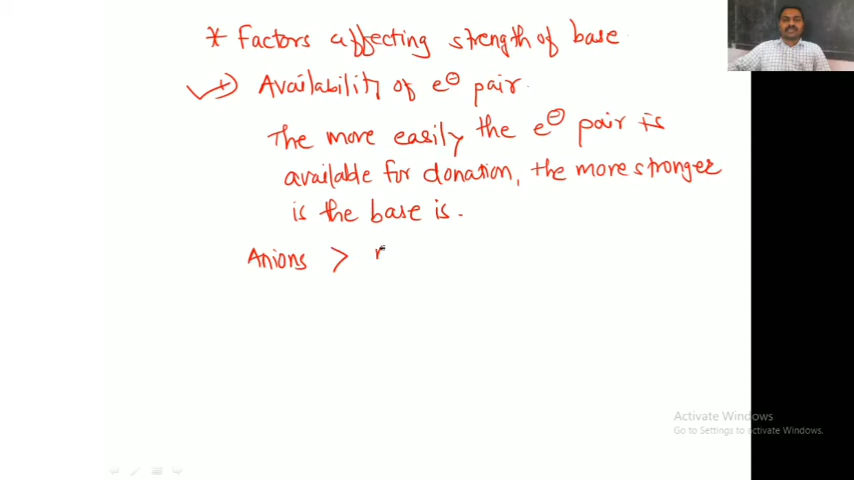 * Factors affecting strength of base
1) Availability of e⊖ pair.
The more easily the e⊖ pair is
available for donation, the more stronger
is the base is.
Anions >
Activate Windows
Go to Settings to activate Windows.